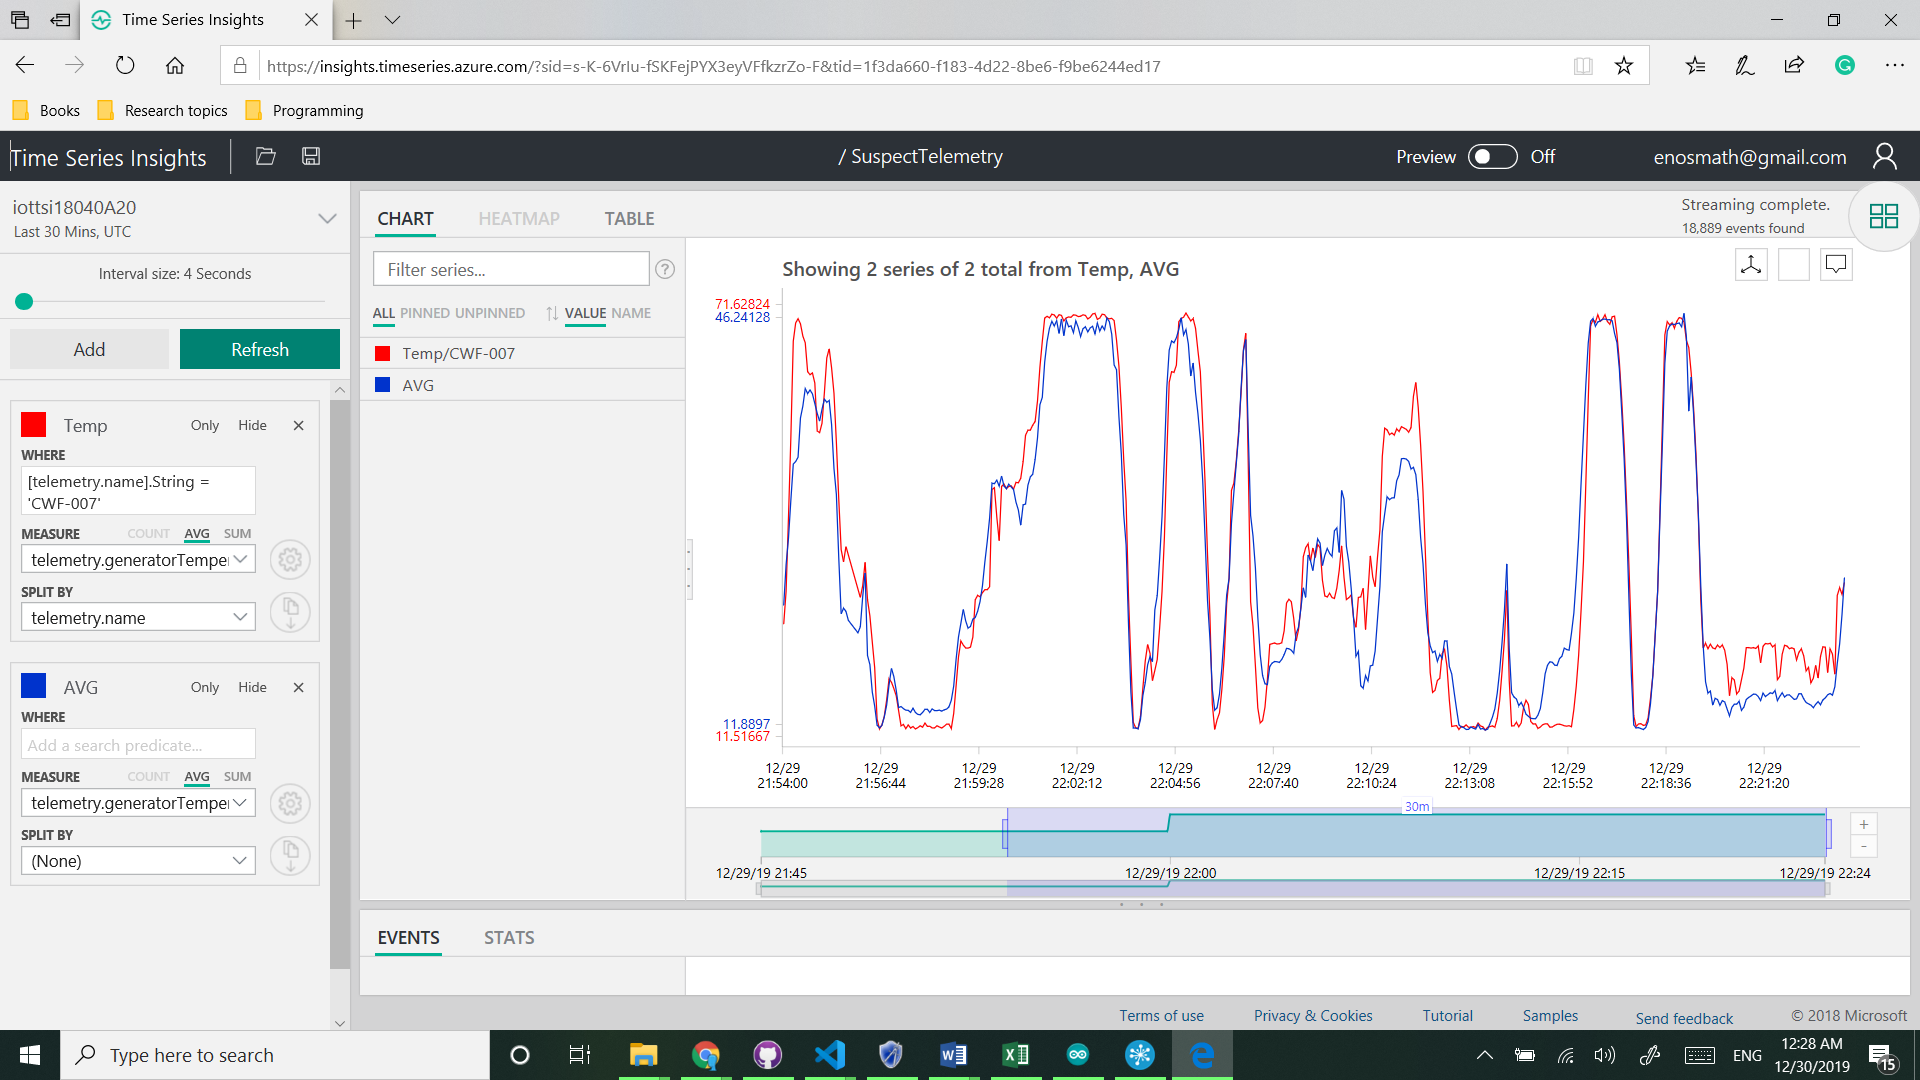 Time Series Insights
https://insights.timeseries.azure.com/?sid=s-K-6VrIu-fSKFejPYX3eyVFfkzrZo-F&tid=1f3da660-f183-4d22-8be6-f9be6244ed17
Books Research topics Programming
Time Series Insights / SuspectTelemetry Preview Off enosmath@gmail.com
iottsi18040A20
Last 30 Mins, UTC
Interval size: 4 Seconds
Add Refresh
Temp Only Hide
WHERE
[telemetry.name].String =
'CWF-007'
MEASURE COUNT AVG SUM
telemetry.generatorTempe
SPLIT BY
telemetry.name
AVG Only Hide
WHERE
Add a search predicate...
MEASURE COUNT AVG SUM
telemetry.generatorTempe
SPLIT BY
(None)
CHART HEATMAP TABLE
Streaming complete.
18,889 events found
Filter series... ?
ALL PINNED UNPINNED VALUE NAME
Temp/CWF-007
AVG
Showing 2 series of 2 total from Temp, AVG
71.62824
46.24128
11.8897
11.51667
12/29 12/29 12/29 12/29 12/29 12/29 12/29 12/29 12/29 12/29 12/29
21:54:00 21:56:44 21:59:28 22:02:12 22:04:56 22:07:40 22:10:24 22:13:08 22:15:52 22:18:36 22:21:20
30m
+
-
12/29/19 21:45 12/29/19 22:00 12/29/19 22:15 12/29/19 22:24
EVENTS STATS
Terms of use Privacy & Cookies Tutorial Samples Send feedback © 2018 Microsoft
Type here to search
ENG
12:28 AM
12/30/2019
15